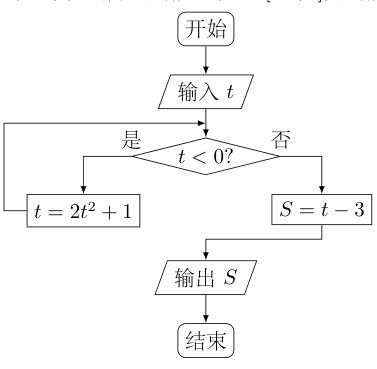 开始
输入 t
是
否
t < 0?
t = 2t² + 1
S = t − 3
输出 S
结束